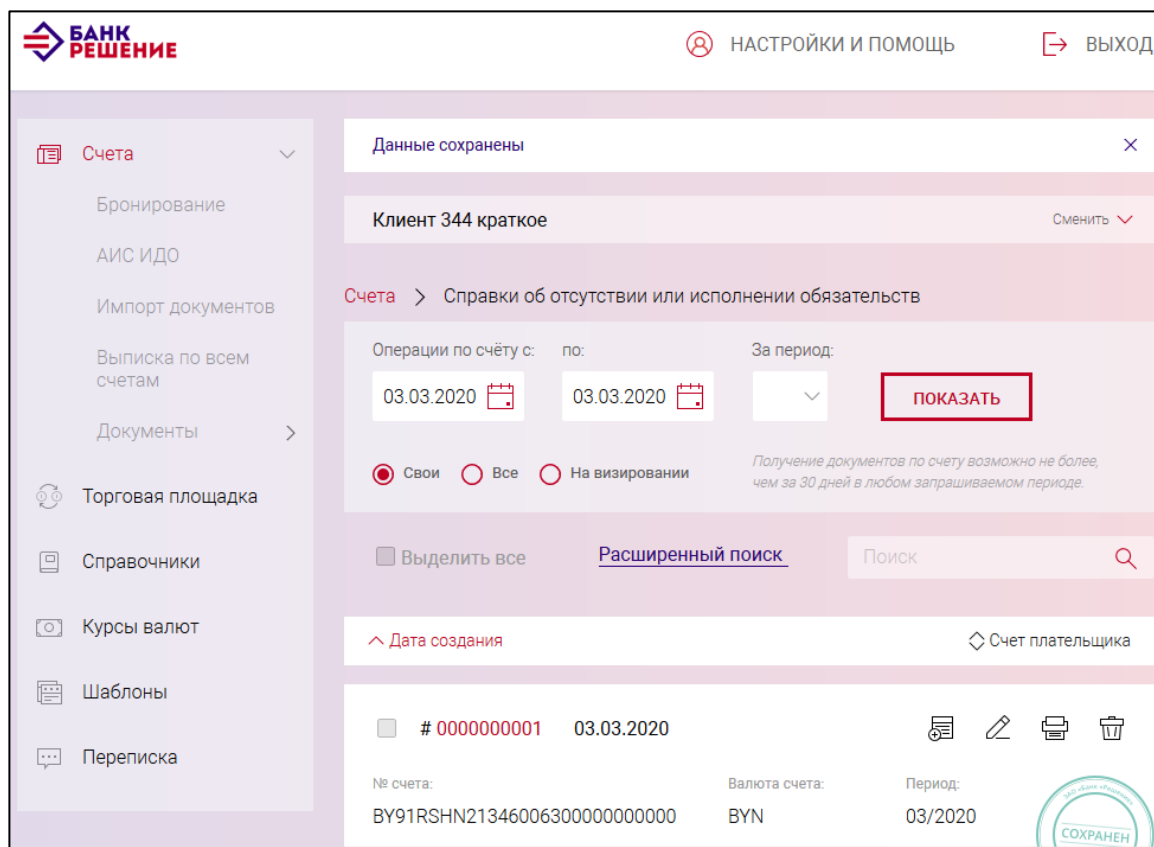 БАНК
РЕШЕНИЕ
НАСТРОЙКИ И ПОМОЩЬ
ВЫХОД
Счета
Бронирование
АИС ИДО
Импорт документов
Выписка по всем
счетам
Документы
Торговая площадка
Справочники
Курсы валют
Шаблоны
Переписка
Данные сохранены
Клиент 344 краткое
Сменить
Счета > Справки об отсутствии или исполнении обязательств
Операции по счёту с: по: За период:
03.03.2020 03.03.2020 ПОКАЗАТЬ
Свои Все На визировании
Получение документов по счету возможно не более,
чем за 30 дней в любом запрашиваемом периоде.
Выделить все Расширенный поиск Поиск
Дата создания Счет плательщика
# 0000000001 03.03.2020
№ счета: Валюта счета: Период:
BY91RSHN21346006300000000000 BYN 03/2020
ЗАО «Банк «Решение»
СОХРАНЕН